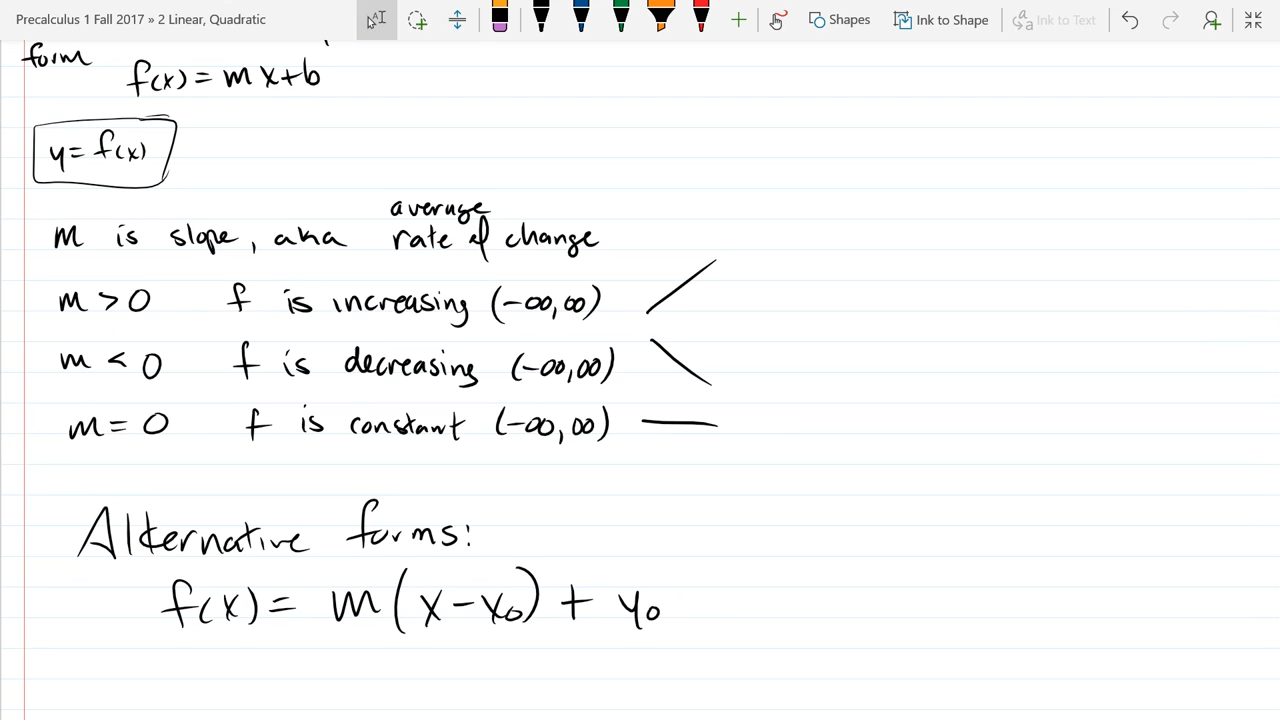 Precalculus 1 Fall 2017 » 2 Linear, Quadratic
Shapes
Ink to Shape
Ink to Text
form
f(x) = mx+b
y = f(x)
average
m is slope, aka rate of change
m > 0 f is increasing (-∞,∞)
m < 0 f is decreasing (-∞,∞)
m = 0 f is constant (-∞,∞)
Alternative forms:
f(x) = m(x-x₀) + y₀